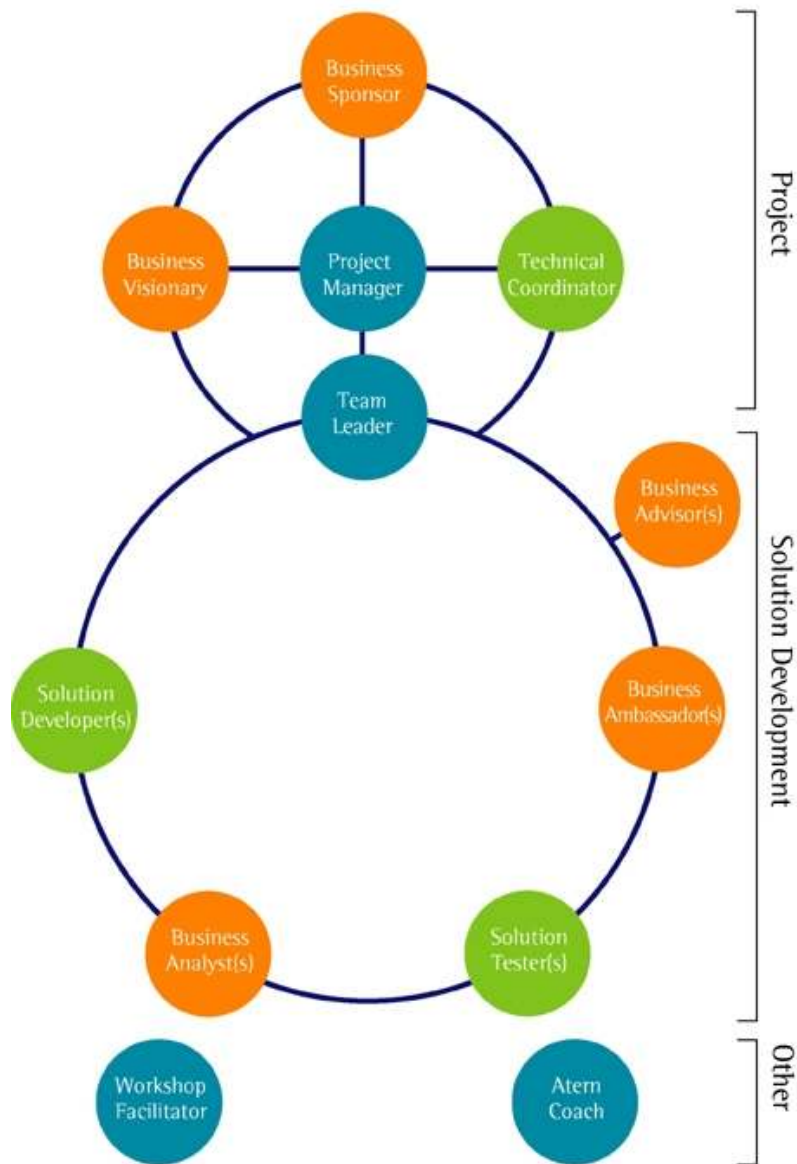 Business
Sponsor
Business
Visionary
Project
Manager
Technical
Coordinator
Project
Team
Leader
Business
Advisor(s)
Solution Development
Solution
Developer(s)
Business
Ambassador(s)
Business
Analyst(s)
Solution
Tester(s)
Workshop
Facilitator
Atern
Coach
Other